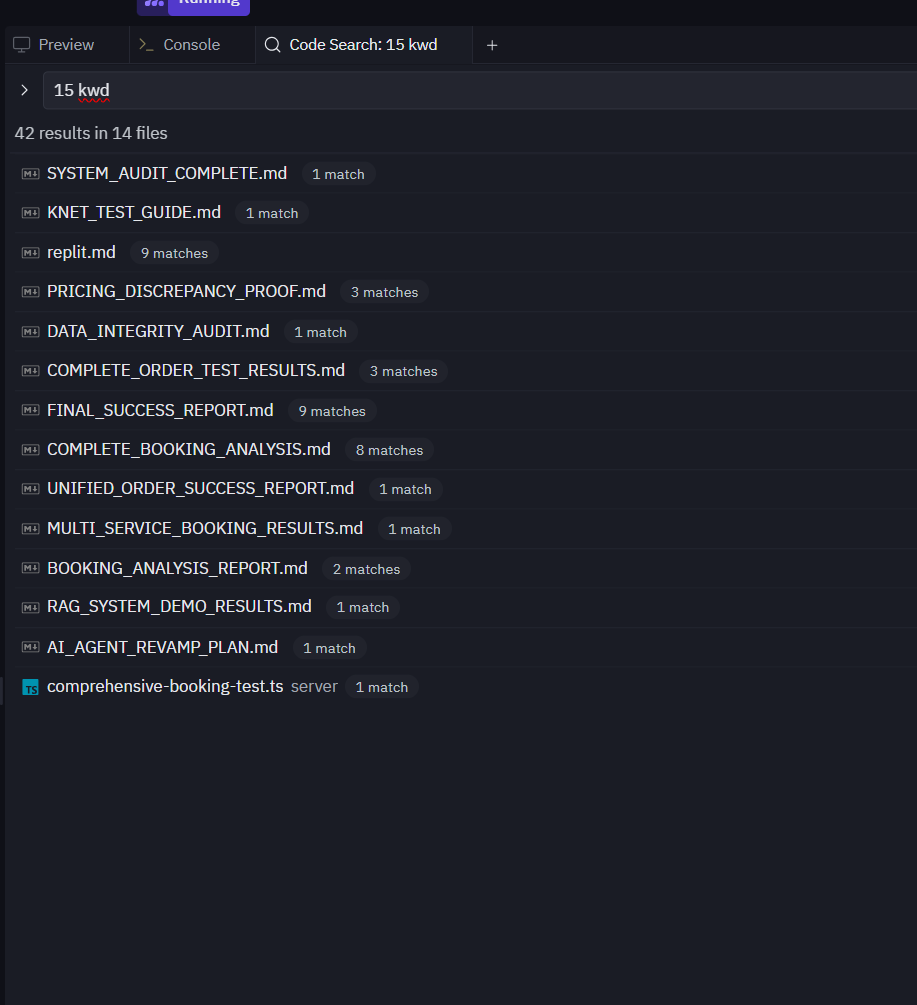 Running
Preview
Console
Code Search: 15 kwd
+
15 kwd
42 results in 14 files
SYSTEM_AUDIT_COMPLETE.md 1 match
KNET_TEST_GUIDE.md 1 match
replit.md 9 matches
PRICING_DISCREPANCY_PROOF.md 3 matches
DATA_INTEGRITY_AUDIT.md 1 match
COMPLETE_ORDER_TEST_RESULTS.md 3 matches
FINAL_SUCCESS_REPORT.md 9 matches
COMPLETE_BOOKING_ANALYSIS.md 8 matches
UNIFIED_ORDER_SUCCESS_REPORT.md 1 match
MULTI_SERVICE_BOOKING_RESULTS.md 1 match
BOOKING_ANALYSIS_REPORT.md 2 matches
RAG_SYSTEM_DEMO_RESULTS.md 1 match
AI_AGENT_REVAMP_PLAN.md 1 match
TS comprehensive-booking-test.ts server 1 match